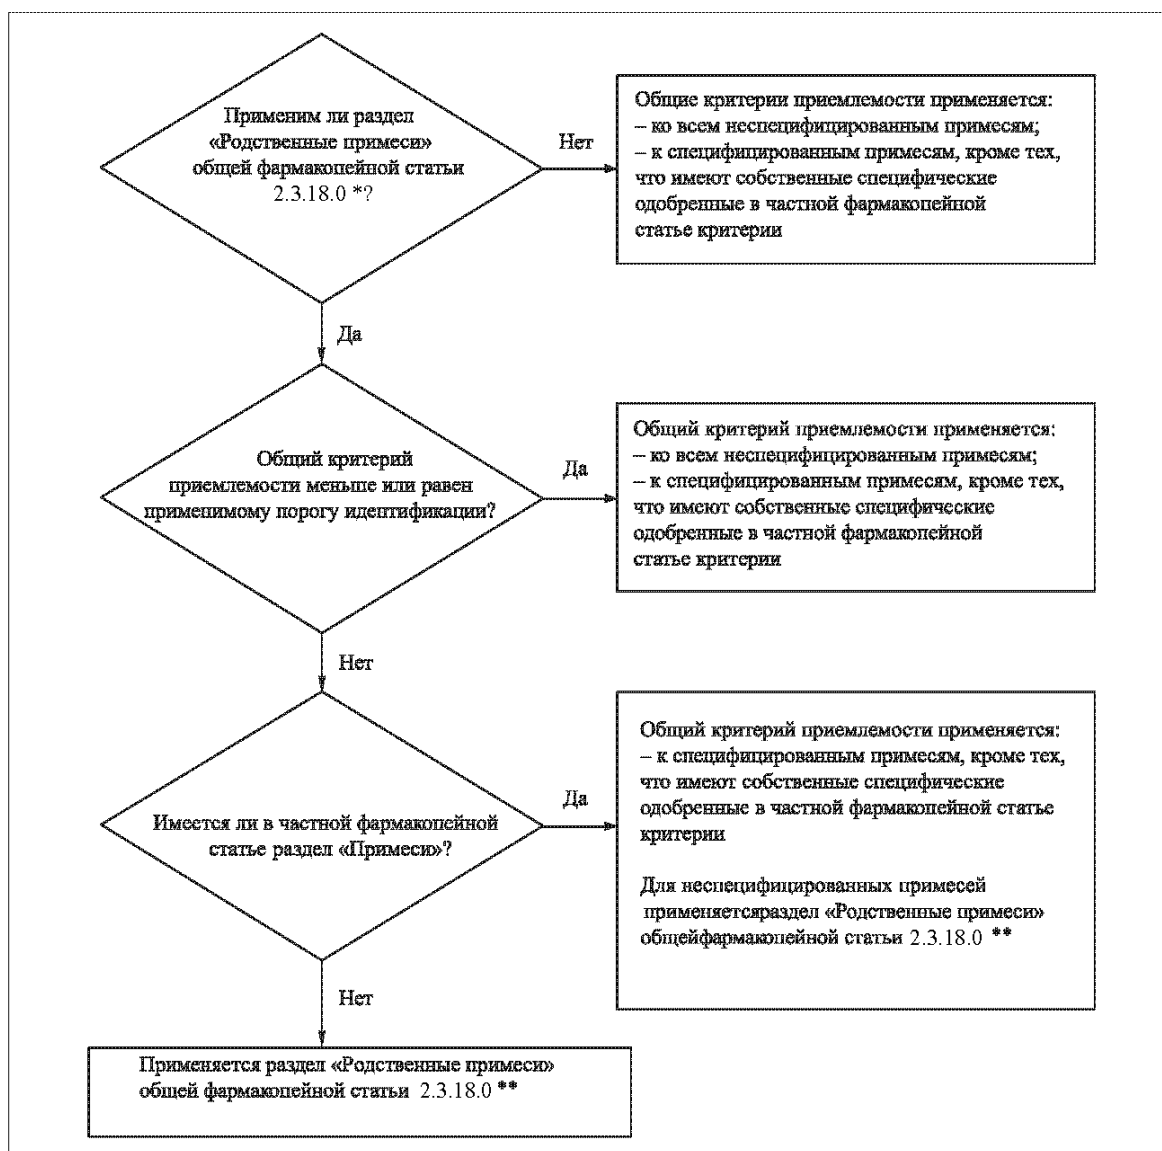 Применим ли раздел
«Родственные примеси»
общей фармакопейной статьи
2.3.18.0 *?
Нет
Общие критерии приемлемости применяется:
– ко всем неспецифицированным примесям;
– к специфицированным примесям, кроме тех,
что имеют собственные специфические
одобренные в частной фармакопейной
статье критерии
Да
Общий критерий
приемлемости меньше или равен
применимому порогу идентификации?
Да
Общий критерий приемлемости применяется:
– ко всем неспецифицированным примесям;
– к специфицированным примесям, кроме тех,
что имеют собственные специфические
одобренные в частной фармакопейной
статье критерии
Нет
Имеется ли в частной фармакопейной
статье раздел «Примеси»?
Да
Общий критерий приемлемости применяется:
– к специфицированным примесям, кроме тех,
что имеют собственные специфические
одобренные в частной фармакопейной статье
критерии
Для неспецифицированных примесей
применяетсяраздел «Родственные примеси»
общейфармакопейной статьи 2.3.18.0 **
Нет
Применяется раздел «Родственные примеси»
общей фармакопейной статьи 2.3.18.0 **